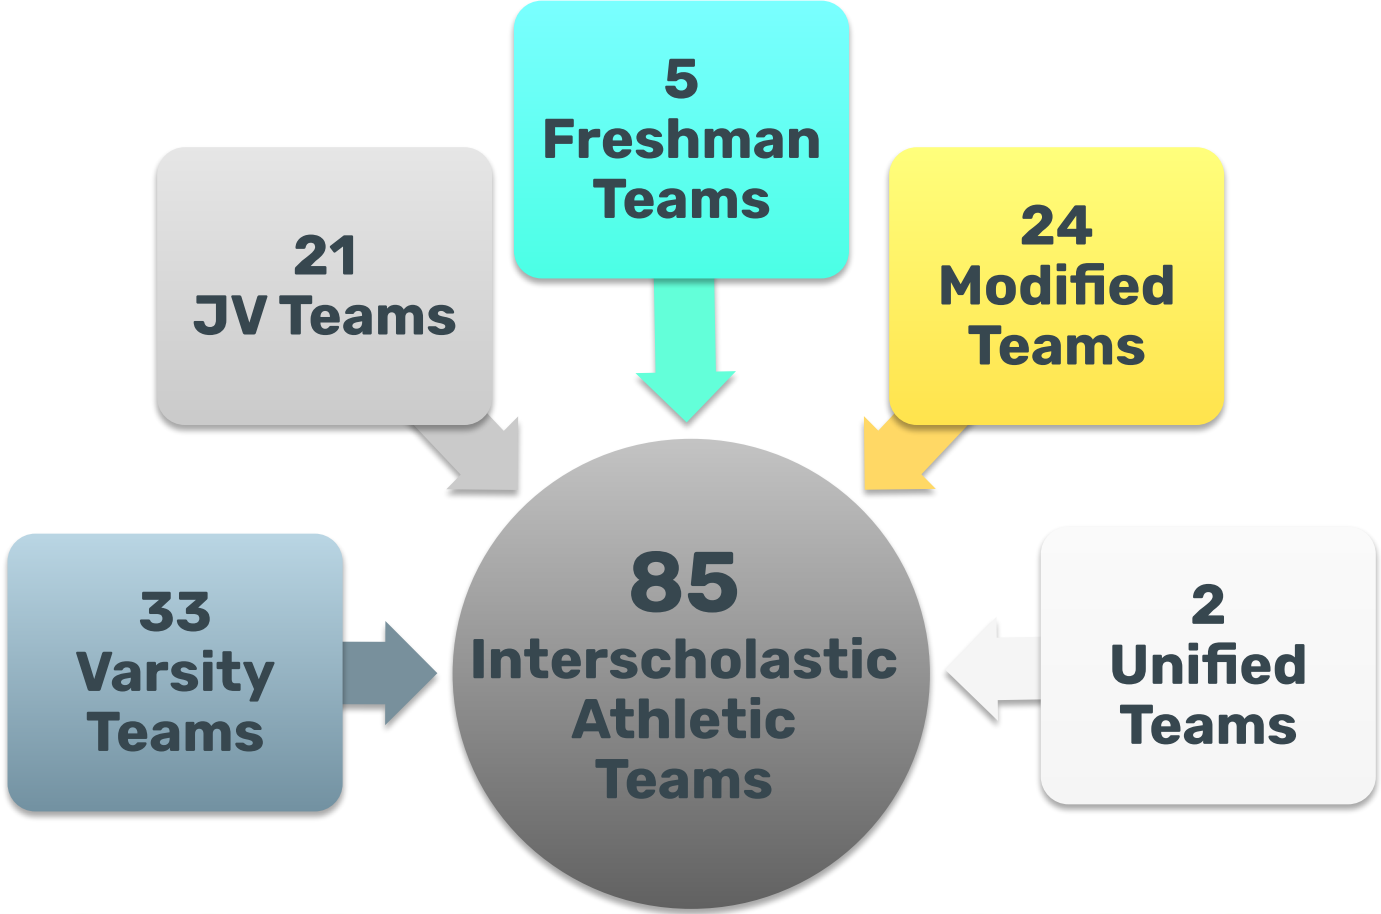 5
Freshman
Teams
21
JV Teams
24
Modified
Teams
33
Varsity
Teams
85
Interscholastic
Athletic
Teams
2
Unified
Teams